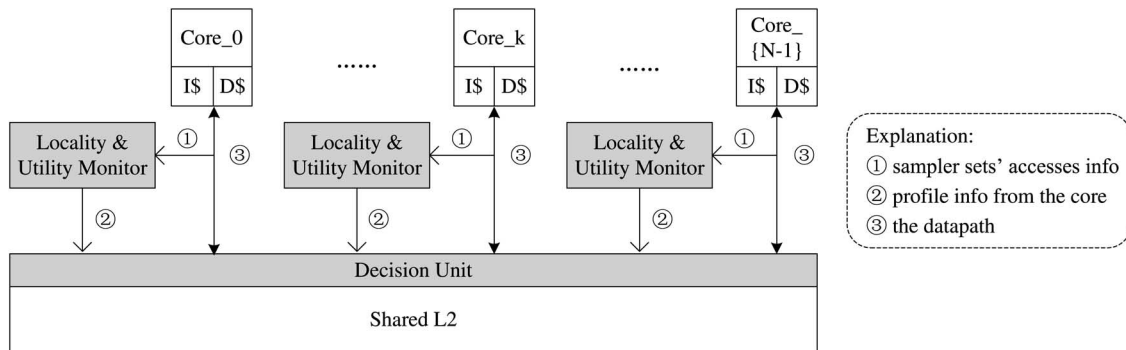 Core_0
I$ D$
......
Core_k
I$ D$
......
Core_
{N-1}
I$ D$
Locality &
Utility Monitor
①
③
②
Locality &
Utility Monitor
①
③
②
Locality &
Utility Monitor
①
③
②
Decision Unit
Shared L2
Explanation:
① sampler sets' accesses info
② profile info from the core
③ the datapath